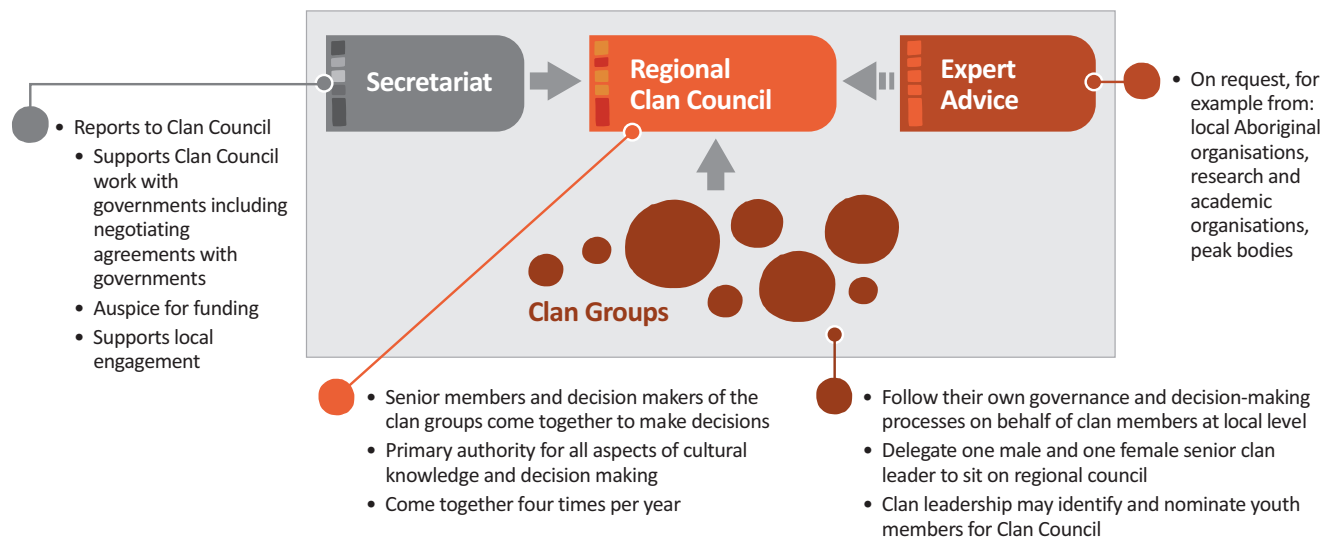 Secretariat
Regional
Clan Council
Expert
Advice
• Reports to Clan Council
• Supports Clan Council
work with
governments including
negotiating
agreements with
governments
• Auspice for funding
• Supports local
engagement
• On request, for
example from:
local Aboriginal
organisations,
research and
academic
organisations,
peak bodies
Clan Groups
• Senior members and decision makers of the
clan groups come together to make decisions
• Primary authority for all aspects of cultural
knowledge and decision making
• Come together four times per year
• Follow their own governance and decision-making
processes on behalf of clan members at local level
• Delegate one male and one female senior clan
leader to sit on regional council
• Clan leadership may identify and nominate youth
members for Clan Council